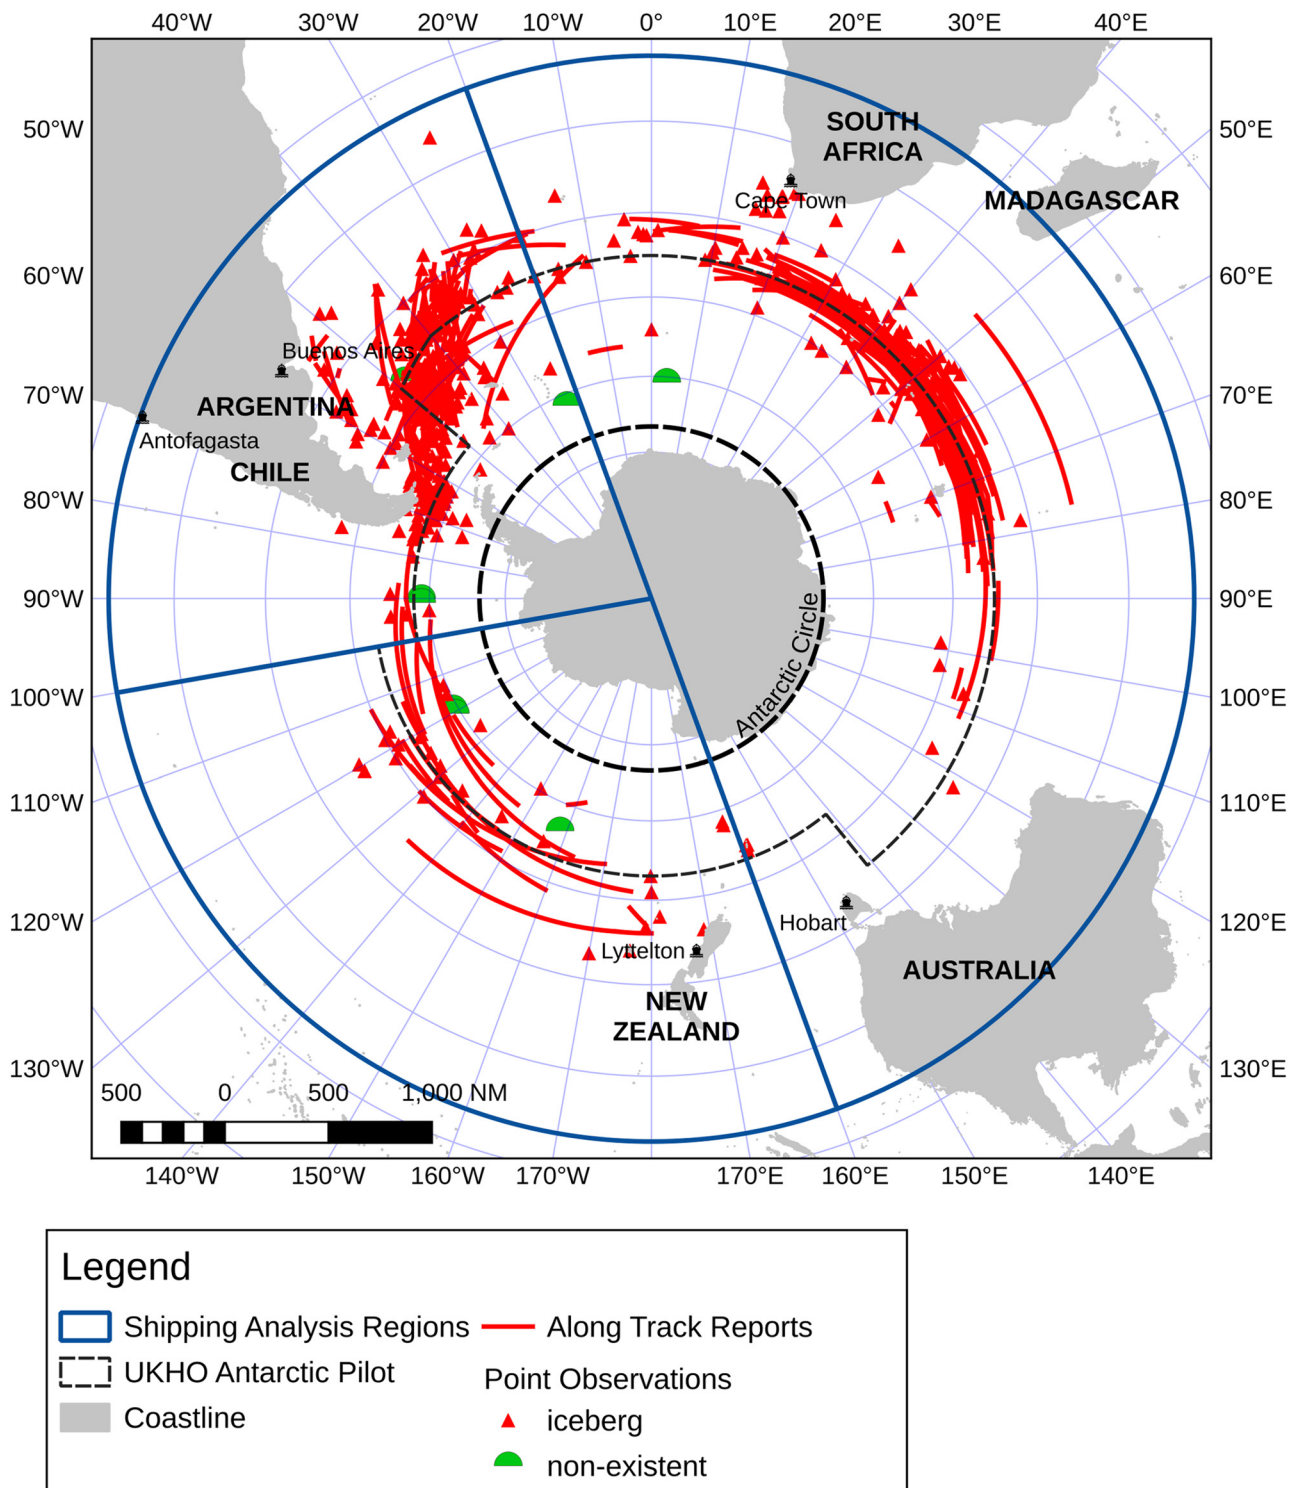 40°W 30°W 20°W 10°W 0° 10°E 20°E 30°E 40°E
50°W
50°E
SOUTH
AFRICA
MADAGASCAR
Cape Town
60°W
60°E
Buenos Aires
70°W
70°E
ARGENTINA
Antofagasta
CHILE
80°W
80°E
90°W
90°E
Antarctic Circle
100°W
100°E
110°W
110°E
120°W
120°E
Hobart
Lyttelton
AUSTRALIA
NEW
ZEALAND
130°W
130°E
500 0 500 1,000 NM
140°W 150°W 160°W 170°W 170°E 160°E 150°E 140°E
Legend
Shipping Analysis Regions
UKHO Antarctic Pilot
Coastline
Along Track Reports
Point Observations
iceberg
non-existent